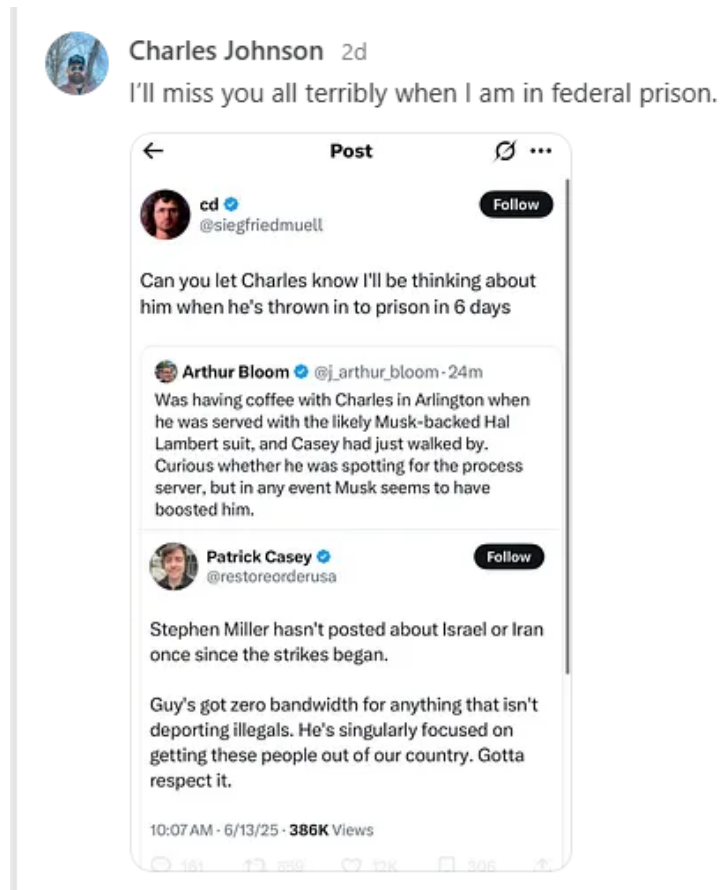 Charles Johnson 2d
I'll miss you all terribly when I am in federal prison.
Post
cd
Follow
@siegfriedmuell
Can you let Charles know I'll be thinking about
him when he's thrown in to prison in 6 days
Arthur Bloom @j_arthur_bloom · 24m
Was having coffee with Charles in Arlington when
he was served with the likely Musk-backed Hal
Lambert suit, and Casey had just walked by.
Curious whether he was spotting for the process
server, but in any event Musk seems to have
boosted him.
Patrick Casey
Follow
@restoreorderusa
Stephen Miller hasn't posted about Israel or Iran
once since the strikes began.
Guy's got zero bandwidth for anything that isn't
deporting illegals. He's singularly focused on
getting these people out of our country. Gotta
respect it.
10:07 AM · 6/13/25 · 386K Views
161 12K